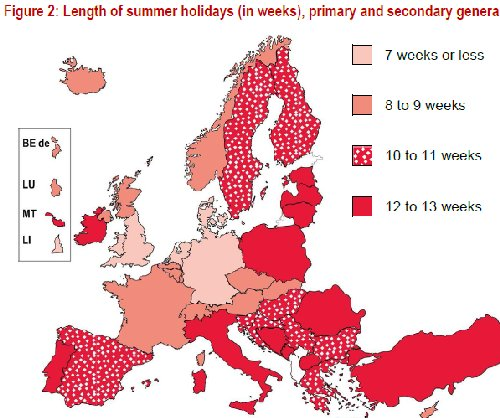 Figure 2: Length of summer holidays (in weeks), primary and secondary genera
7 weeks or less
8 to 9 weeks
10 to 11 weeks
12 to 13 weeks
BE de
LU
MT
LI